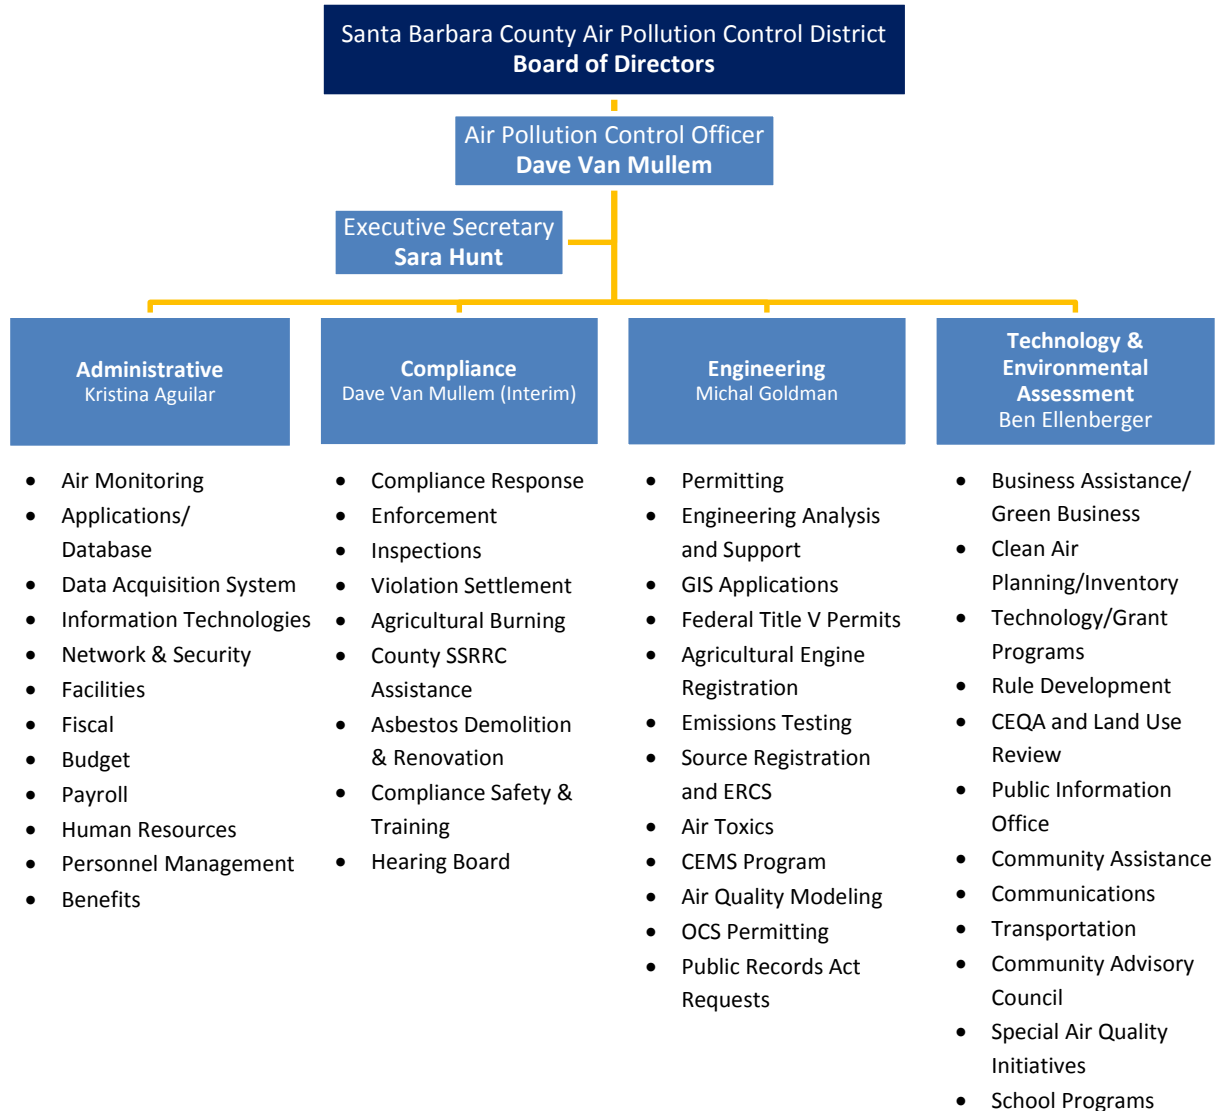 Santa Barbara County Air Pollution Control District
Board of Directors
Air Pollution Control Officer
Dave Van Mullem
Executive Secretary
Sara Hunt
Administrative
Kristina Aguilar
Compliance
Dave Van Mullem (Interim)
Engineering
Michal Goldman
Technology &
Environmental
Assessment
Ben Ellenberger
• Air Monitoring
• Applications/
Database
• Data Acquisition System
• Information Technologies
• Network & Security
• Facilities
• Fiscal
• Budget
• Payroll
• Human Resources
• Personnel Management
• Benefits
• Compliance Response
• Enforcement
• Inspections
• Violation Settlement
• Agricultural Burning
• County SSRRC
Assistance
• Asbestos Demolition
& Renovation
• Compliance Safety &
Training
• Hearing Board
• Permitting
• Engineering Analysis
and Support
• GIS Applications
• Federal Title V Permits
• Agricultural Engine
Registration
• Emissions Testing
• Source Registration
and ERCS
• Air Toxics
• CEMS Program
• Air Quality Modeling
• OCS Permitting
• Public Records Act
Requests
• Business Assistance/
Green Business
• Clean Air
Planning/Inventory
• Technology/Grant
Programs
• Rule Development
• CEQA and Land Use
Review
• Public Information
Office
• Community Assistance
• Communications
• Transportation
• Community Advisory
Council
• Special Air Quality
Initiatives
• School Programs